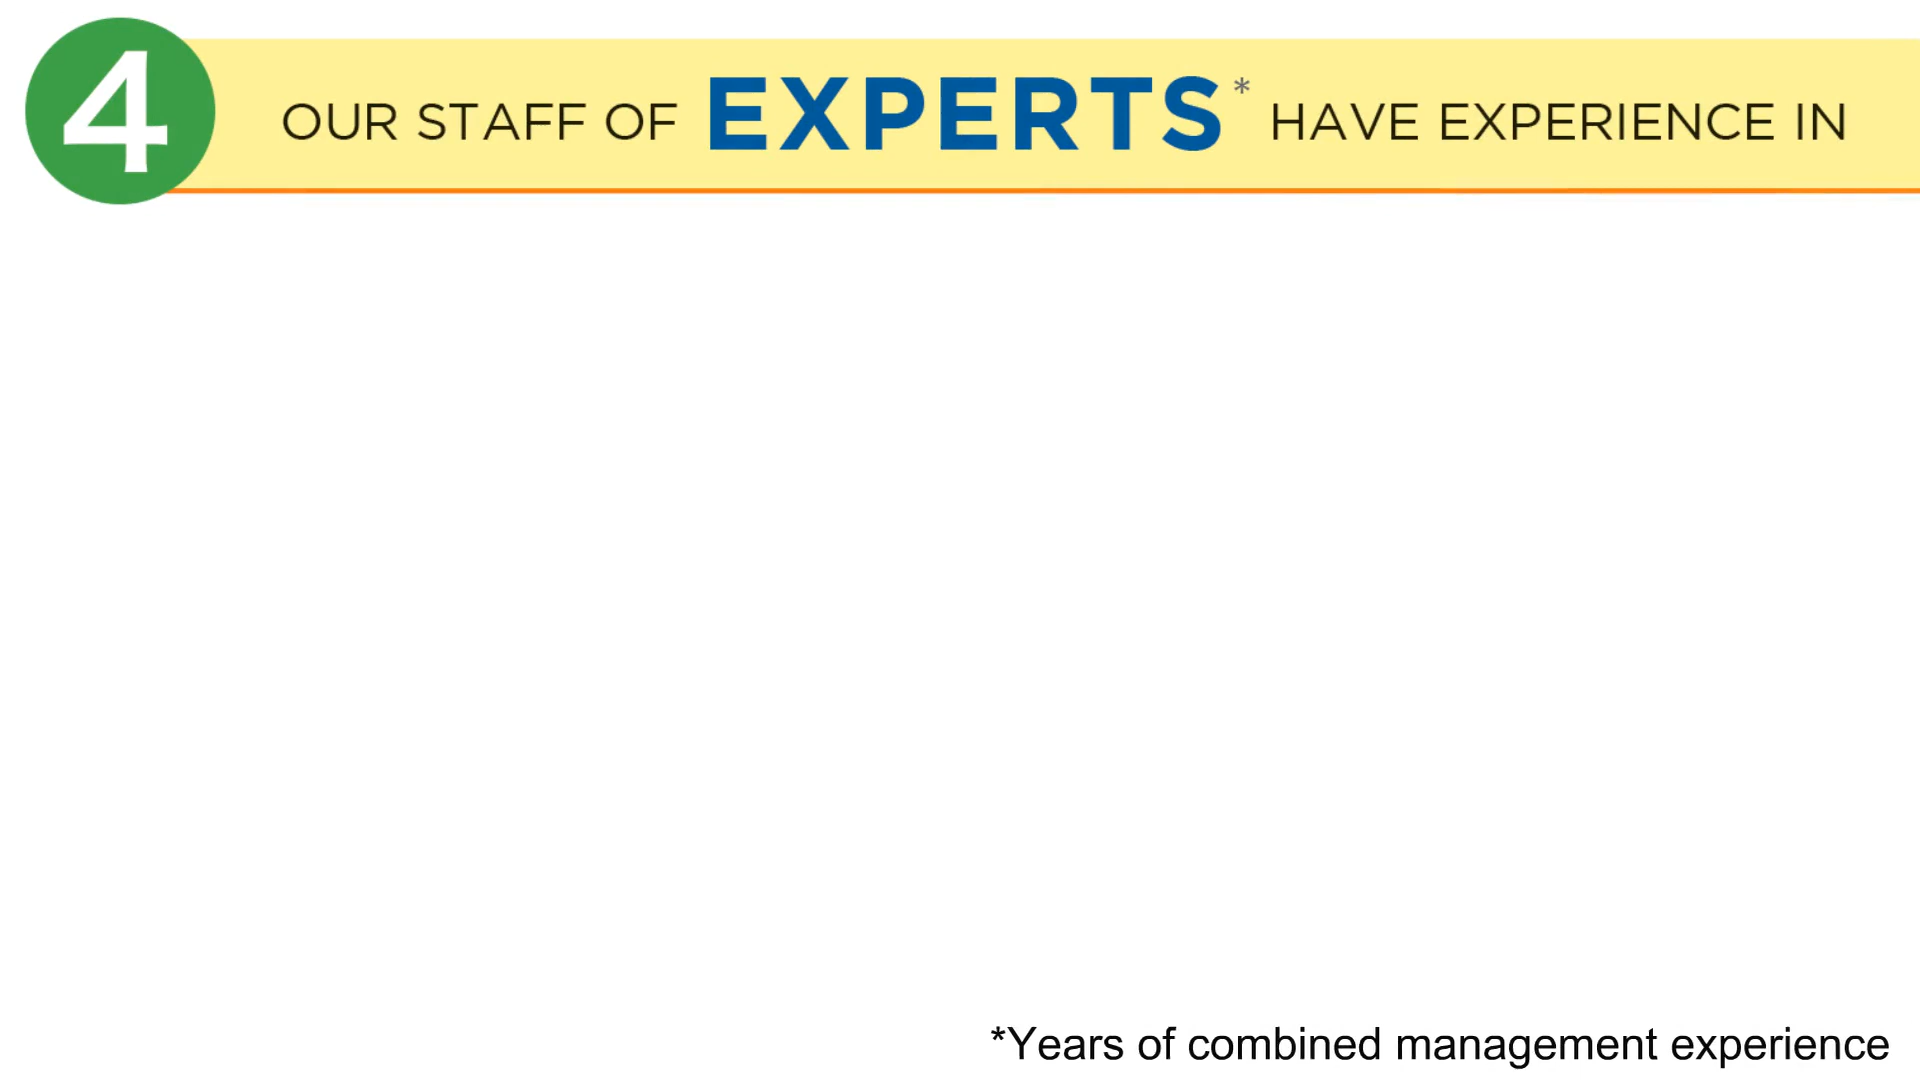 4 OUR STAFF OF EXPERTS* HAVE EXPERIENCE IN
*Years of combined management experience